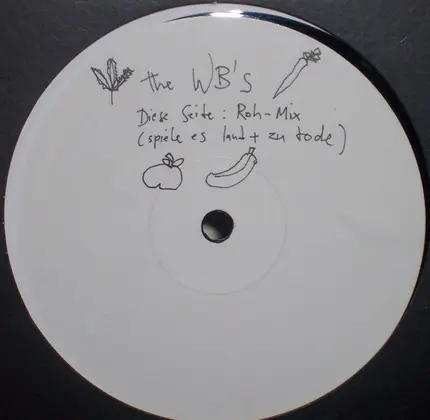 the WB's
Diese Seite: Roh-Mix
(spiele es laut + zu tode)